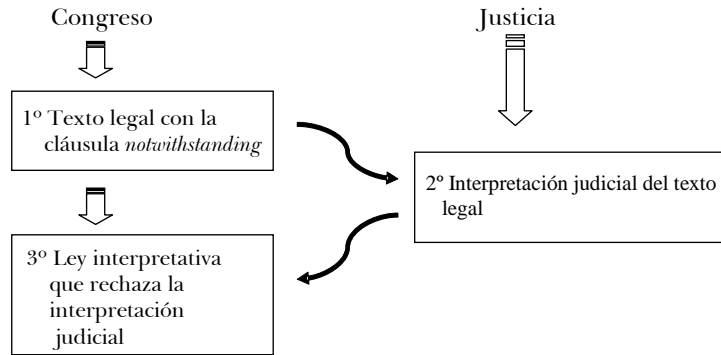 Congreso
Justicia
1º Texto legal con la
cláusula notwithstanding
2º Interpretación judicial del texto
legal
3º Ley interpretativa
que rechaza la
interpretación
judicial